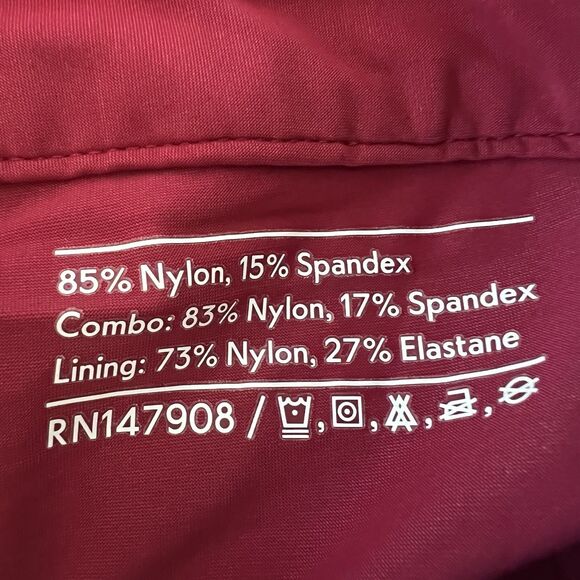 85% Nylon, 15% Spandex
Combo: 83% Nylon, 17% Spandex
Lining: 73% Nylon, 27% Elastane
RN147908 / , , , ,